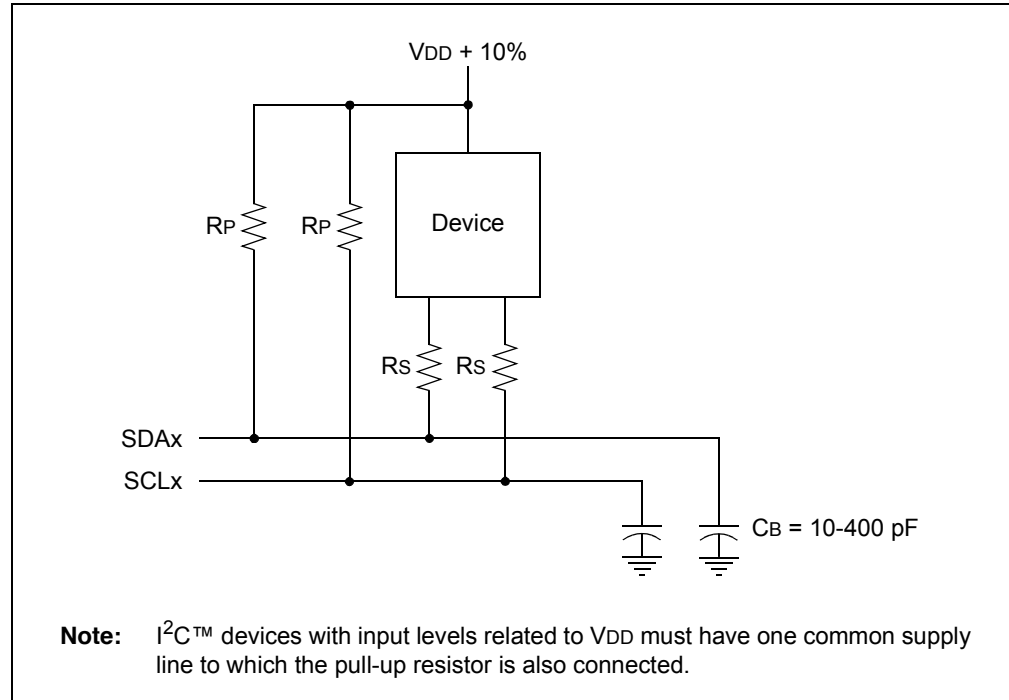 VDD + 10%
RP
RP
Device
RS
RS
SDAx
SCLx
CB = 10-400 pF
Note: I2C™ devices with input levels related to VDD must have one common supply
line to which the pull-up resistor is also connected.